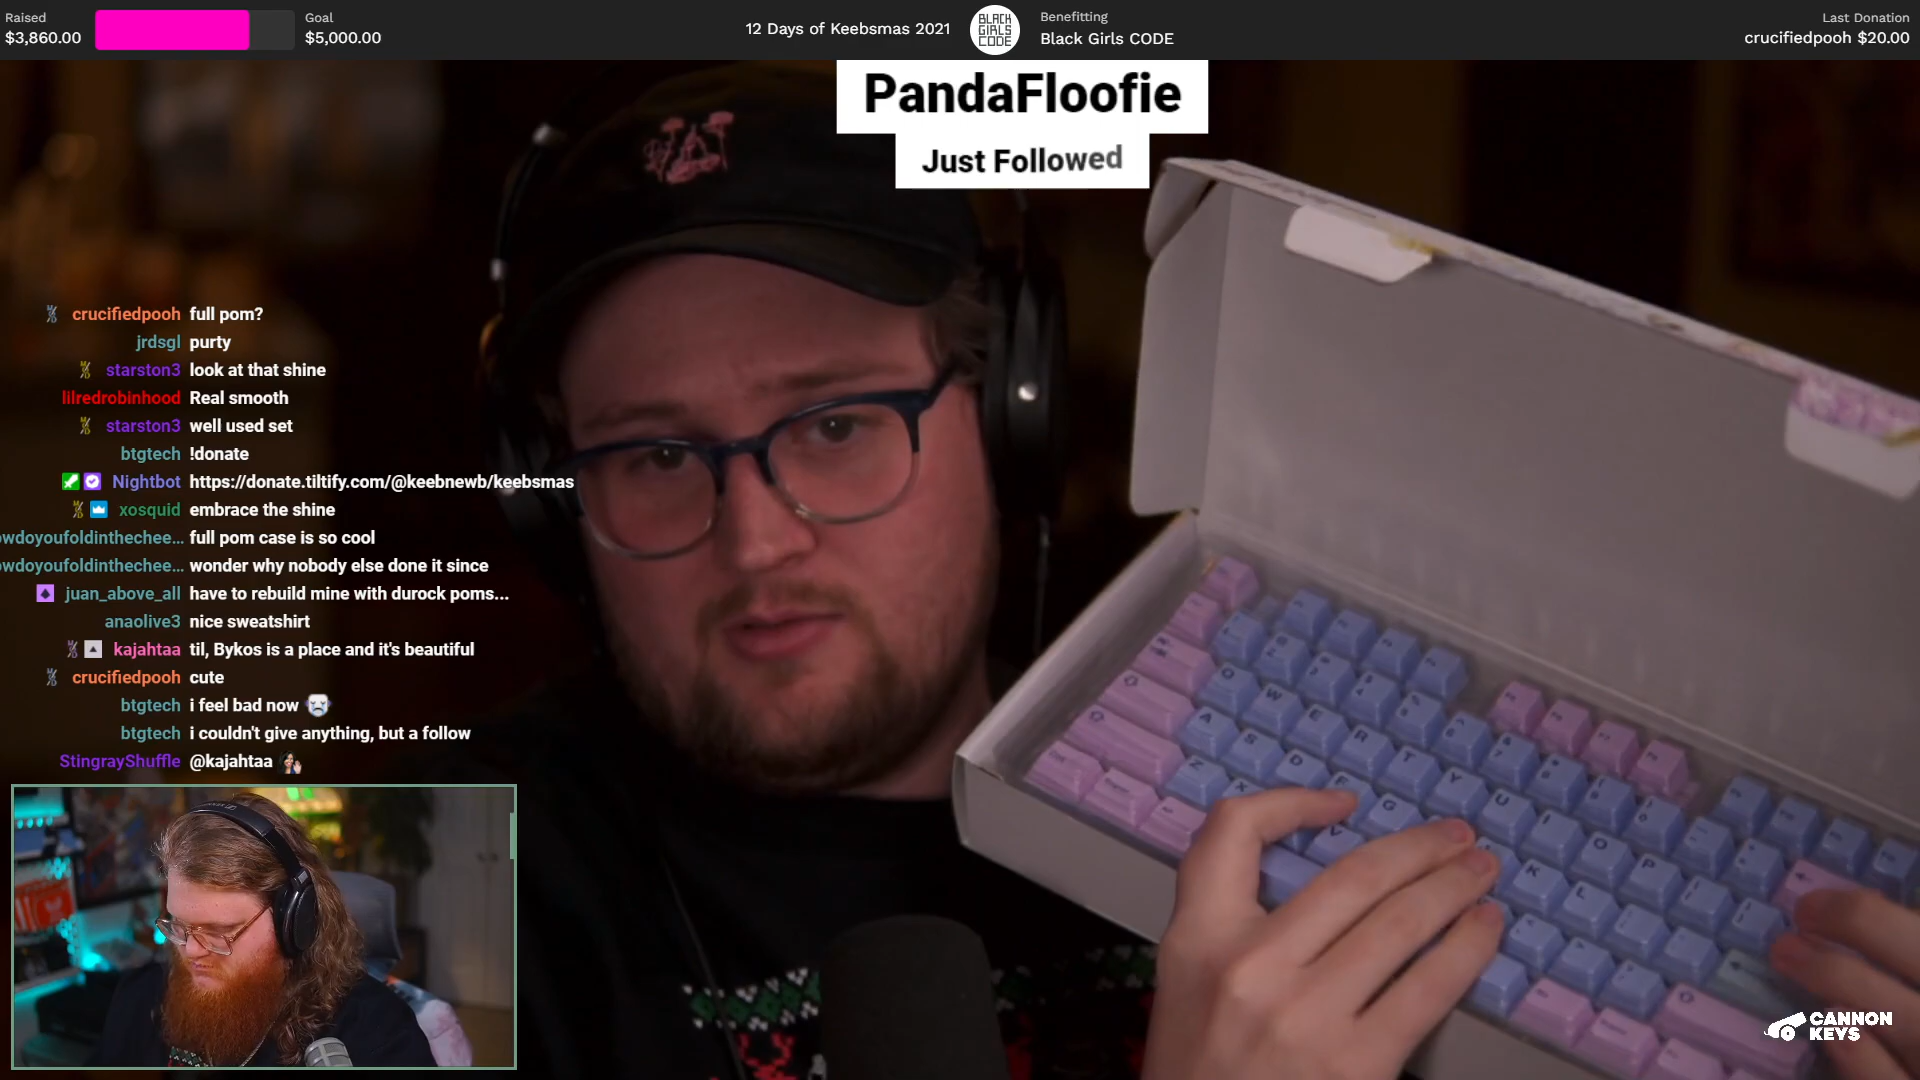 Raised
$3,860.00
Goal
$5,000.00
12 Days of Keebsmas 2021
BLACK
GIRLS
CODE
Benefitting
Black Girls CODE
Last Donation
crucifiedpooh $20.00
PandaFloofie
Just Followed
crucifiedpooh full pom?
jrdsgl purty
starston3 look at that shine
lilredrobinhood Real smooth
starston3 well used set
btgtech !donate
Nightbot https://donate.tiltify.com/@keebnewb/keebsmas
xosquid embrace the shine
owdoyoufoldinthechee... full pom case is so cool
owdoyoufoldinthechee... wonder why nobody else done it since
juan_above_all have to rebuild mine with durock poms...
anaolive3 nice sweatshirt
kajahtaa til, Bykos is a place and it's beautiful
crucifiedpooh cute
btgtech i feel bad now
btgtech i couldn't give anything, but a follow
StingrayShuffle @kajahtaa
Q W E R T Y U I O P
A S D F G K L
Z X V
CANNON
KEYS